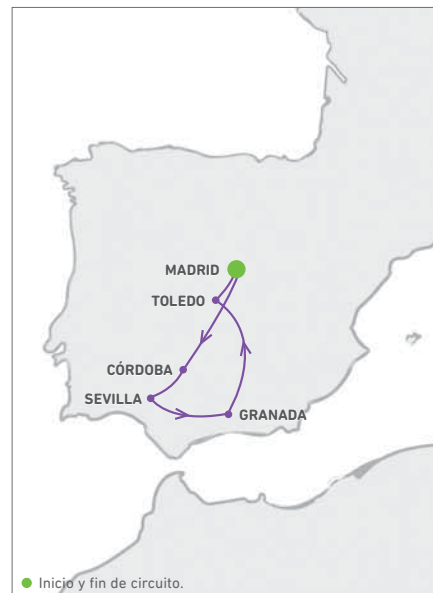 MADRID
TOLEDO
CÓRDOBA
SEVILLA
GRANADA
Inicio y fin de circuito.